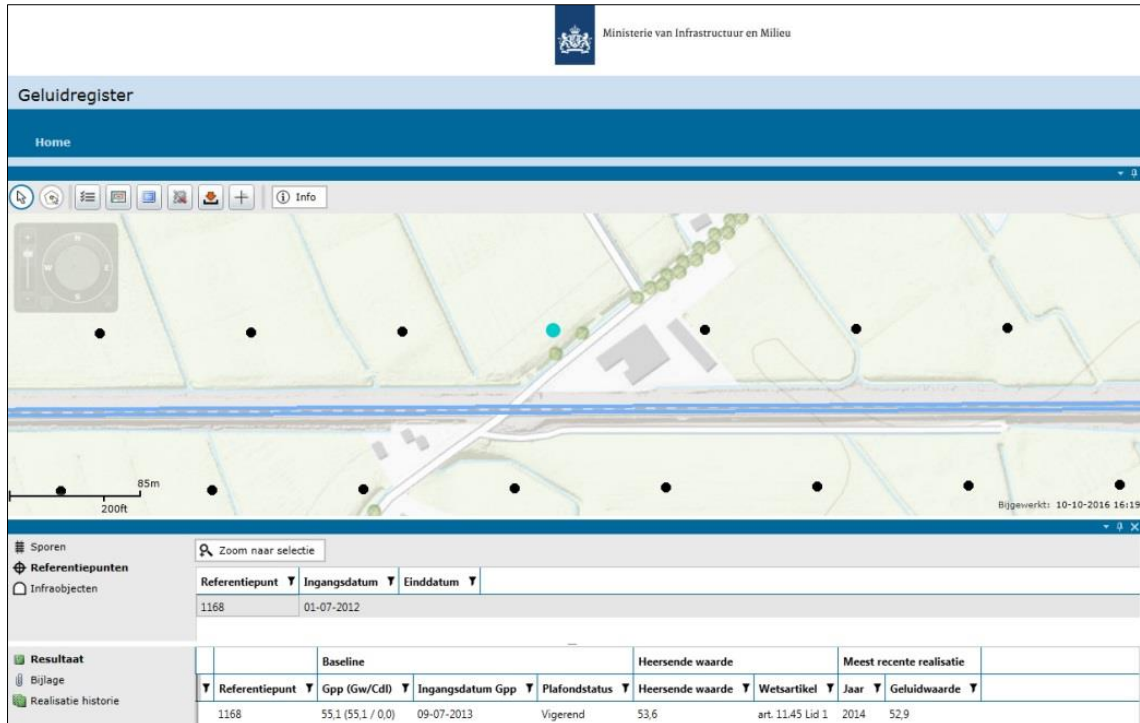 Ministerie van Infrastructuur en Milieu
Geluidregister
Home
Info
85m
200ft
Bijgewerkt: 10-10-2016 16:19
Sporen
Referentiepunten
Infraobjecten
Zoom naar selectie
Referentiepunt Ingangsdatum Einddatum
1168 01-07-2012
Resultaat
Bijlage
Realisatie historie
Baseline Heersende waarde Meest recente realisatie
Referentiepunt Gpp (Gw/Cdl) Ingangsdatum Gpp Plafondstatus Heersende waarde Wetsartikel Jaar Geluidwaarde
1168 55,1 (55,1 / 0,0) 09-07-2013 Vigerend 53,6 art. 11.45 Lid 1 2014 52,9